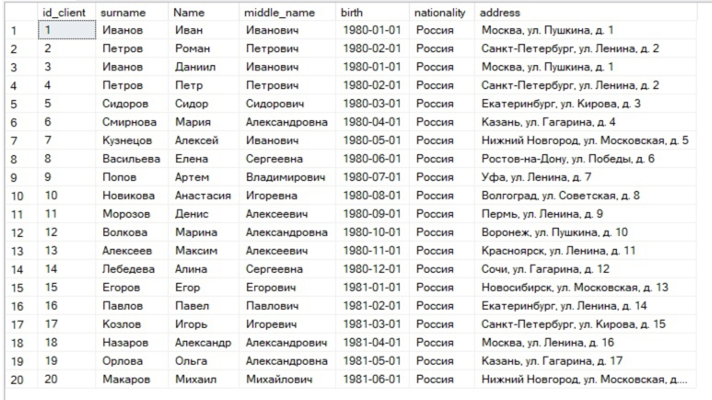 id_client surname Name middle_name birth nationality address
1 1 Иванов Иван Иванович 1980-01-01 Россия Москва, ул. Пушкина, д. 1
2 2 Петров Роман Петрович 1980-02-01 Россия Санкт-Петербург, ул. Ленина, д. 2
3 3 Иванов Даниил Иванович 1980-01-01 Россия Москва, ул. Пушкина, д. 1
4 4 Петров Петр Петрович 1980-02-01 Россия Санкт-Петербург, ул. Ленина, д. 2
5 5 Сидоров Сидор Сидорович 1980-03-01 Россия Екатеринбург, ул. Кирова, д. 3
6 6 Смирнова Мария Александровна 1980-04-01 Россия Казань, ул. Гагарина, д. 4
7 7 Кузнецов Алексей Иванович 1980-05-01 Россия Нижний Новгород, ул. Московская, д. 5
8 8 Васильева Елена Сергеевна 1980-06-01 Россия Ростов-на-Дону, ул. Победы, д. 6
9 9 Попов Артем Владимирович 1980-07-01 Россия Уфа, ул. Ленина, д. 7
10 10 Новикова Анастасия Игоревна 1980-08-01 Россия Волгоград, ул. Советская, д. 8
11 11 Морозов Денис Алексеевич 1980-09-01 Россия Пермь, ул. Ленина, д. 9
12 12 Волкова Марина Александровна 1980-10-01 Россия Воронеж, ул. Пушкина, д. 10
13 13 Алексеев Максим Алексеевич 1980-11-01 Россия Красноярск, ул. Ленина, д. 11
14 14 Лебедева Алина Сергеевна 1980-12-01 Россия Сочи, ул. Гагарина, д. 12
15 15 Егоров Егор Егорович 1981-01-01 Россия Новосибирск, ул. Московская, д. 13
16 16 Павлов Павел Павлович 1981-02-01 Россия Екатеринбург, ул. Ленина, д. 14
17 17 Козлов Игорь Игоревич 1981-03-01 Россия Санкт-Петербург, ул. Кирова, д. 15
18 18 Назаров Александр Александрович 1981-04-01 Россия Москва, ул. Ленина, д. 16
19 19 Орлова Ольга Александровна 1981-05-01 Россия Казань, ул. Гагарина, д. 17
20 20 Макаров Михаил Михайлович 1981-06-01 Россия Нижний Новгород, ул. Московская, д....